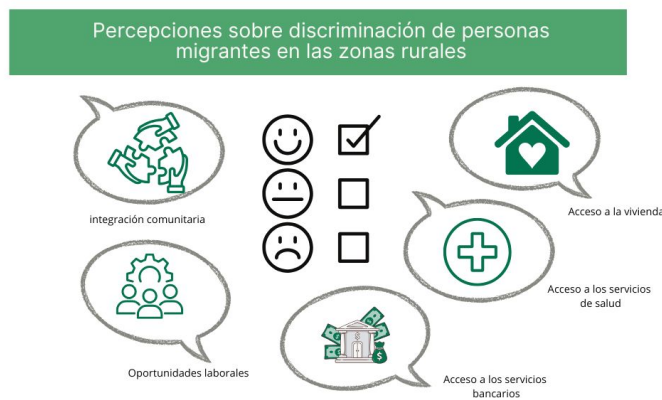 Percepciones sobre discriminación de personas
migrantes en las zonas rurales
integración comunitaria
Acceso a la vivienda
Acceso a los servicios
de salud
Oportunidades laborales
$
Acceso a los servicios
bancarios